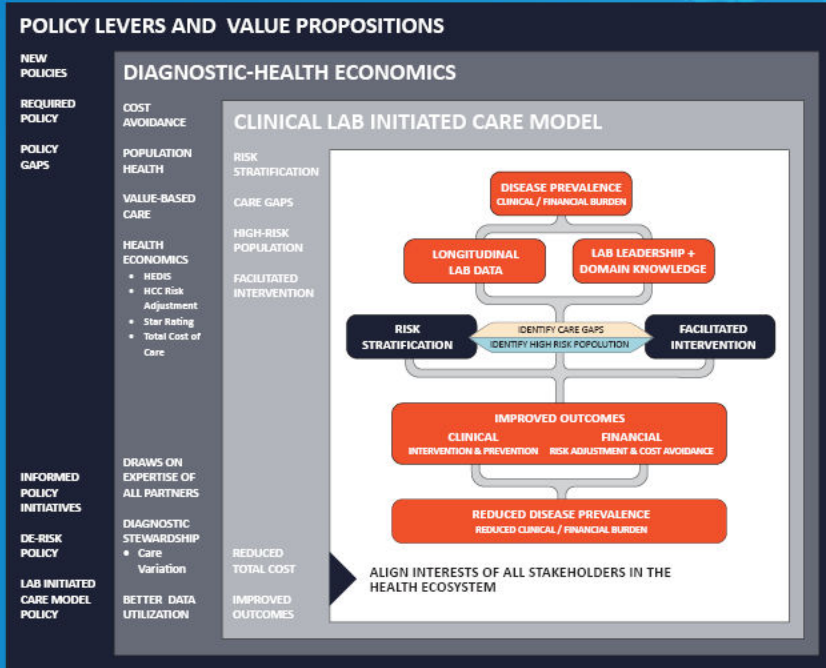 POLICY LEVERS AND VALUE PROPOSITIONS
NEW
POLICIES
REQUIRED
POLICY
POLICY
GAPS
INFORMED
POLICY
INITIATIVES
DE-RISK
POLICY
LAB INITIATED
CARE MODEL
POLICY
DIAGNOSTIC-HEALTH ECONOMICS
COST
AVOIDANCE
POPULATION
HEALTH
VALUE-BASED
CARE
HEALTH
ECONOMICS
• HEDIS
• HCC Risk
Adjustment
• Star Rating
• Total Cost of
Care
DRAWS ON
EXPERTISE OF
ALL PARTNERS
DIAGNOSTIC
STEWARDSHIP
• Care
Variation
BETTER DATA
UTILIZATION
CLINICAL LAB INITIATED CARE MODEL
RISK
STRATIFICATION
CARE GAPS
HIGH-RISK
POPULATION
FACILITATED
INTERVENTION
REDUCED
TOTAL COST
IMPROVED
OUTCOMES
DISEASE PREVALENCE
CLINICAL / FINANCIAL BURDEN
LONGITUDINAL
LAB DATA
LAB LEADERSHIP +
DOMAIN KNOWLEDGE
RISK
STRATIFICATION
IDENTIFY CARE GAPS
IDENTIFY HIGH RISK POPOLUTION
FACILITATED
INTERVENTION
IMPROVED OUTCOMES
CLINICAL
INTERVENTION & PREVENTION
FINANCIAL
RISK ADJUSTMENT & COST AVOIDANCE
REDUCED DISEASE PREVALENCE
REDUCED CLINICAL / FINANCIAL BURDEN
ALIGN INTERESTS OF ALL STAKEHOLDERS IN THE
HEALTH ECOSYSTEM